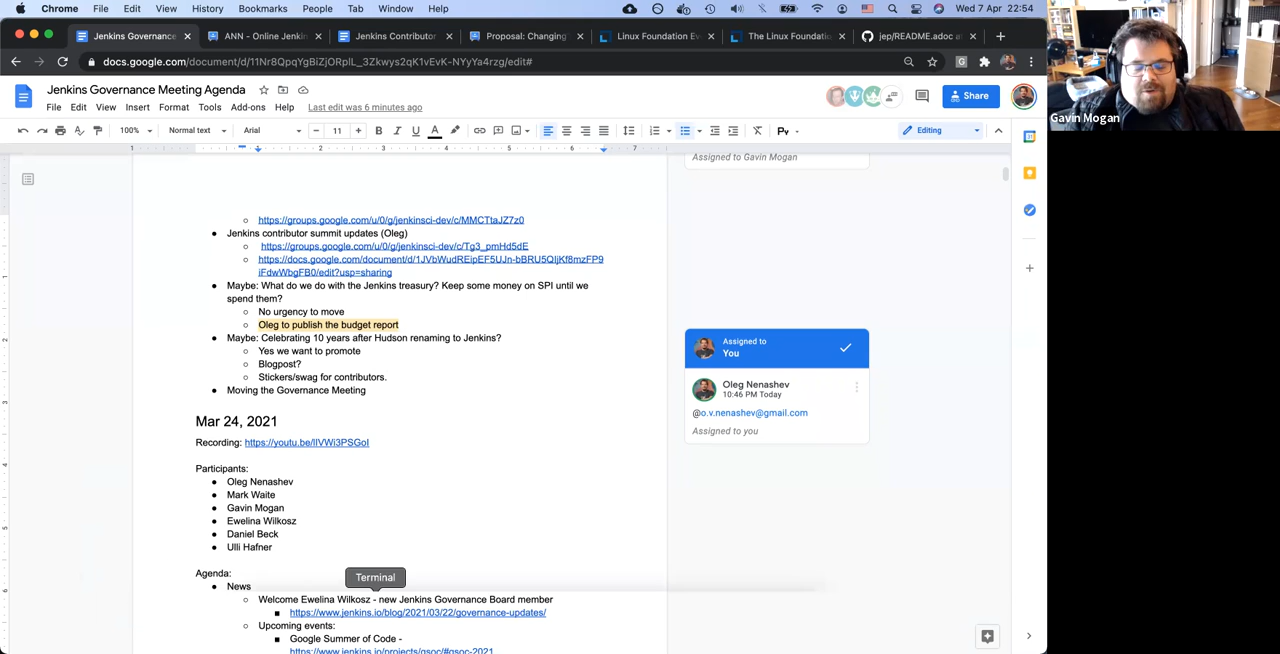 Chrome File Edit View History Bookmarks People Tab Window Help Wed 7 Apr 22:54
Jenkins Governance ANN - Online Jenkin Jenkins Contributor Proposal: Changing Linux Foundation Ev The Linux Foundatio jep/README.adoc a
docs.google.com/document/d/11Nr8QpqYgBiZjORplL_3Zkwys2qK1vEvK-NYyYa4rzg/edit#
Jenkins Governance Meeting Agenda
Share
File Edit View Insert Format Tools Add-ons Help Last edit was 6 minutes ago
100% Normal text Arial 11 B I U A Editing
1 1 2 3 4 5 6 7
Assigned to Gavin Mogan
https://groups.google.com/u/0/g/jenkinsci-dev/c/MMCTtaJZ7z0
Jenkins contributor summit updates (Oleg)
https://groups.google.com/u/0/g/jenkinsci-dev/c/Tg3_pmHd5dE
https://docs.google.com/document/d/1JVbWudREipEF5UJn-bBRU5QIjKf8mzFP9
iFdwWbgFB0/edit?usp=sharing
Maybe: What do we do with the Jenkins treasury? Keep some money on SPI until we
spend them?
No urgency to move
Oleg to publish the budget report
Maybe: Celebrating 10 years after Hudson renaming to Jenkins?
Yes we want to promote
Blogpost?
Stickers/swag for contributors.
Moving the Governance Meeting
Assigned to
You
Oleg Nenashev
10:46 PM Today
@o.v.nenashev@gmail.com
Assigned to you
Mar 24, 2021
Recording: https://youtu.be/lIVWi3PSGoI
Participants:
Oleg Nenashev
Mark Waite
Gavin Mogan
Ewelina Wilkosz
Daniel Beck
Ulli Hafner
Agenda:
News
Terminal
Welcome Ewelina Wilkosz - new Jenkins Governance Board member
https://www.jenkins.io/blog/2021/03/22/governance-updates/
Upcoming events:
Google Summer of Code -
https://www.jenkins.io/projects/gsoc/#gsoc-2021
Gavin Mogan